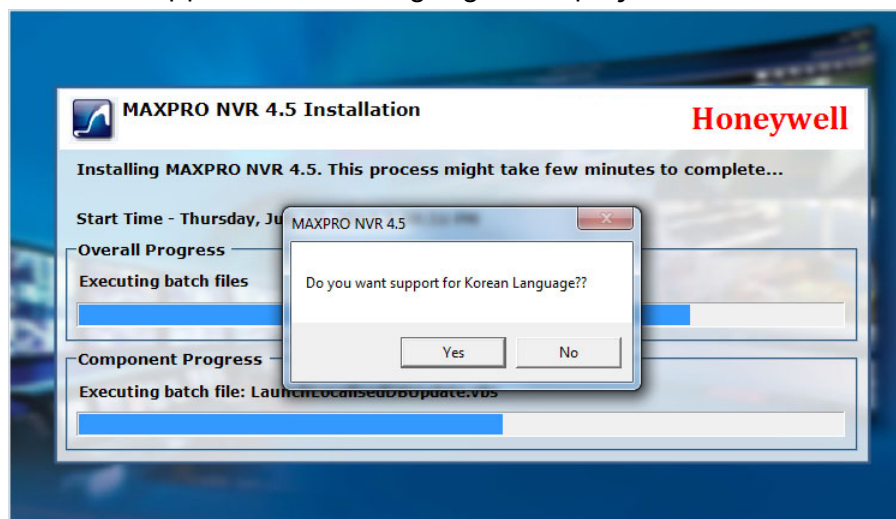 MAXPRO NVR 4.5 Installation
Honeywell
Installing MAXPRO NVR 4.5. This process might take few minutes to complete...
Start Time - Thursday,
MAXPRO NVR 4.5
Overall Progress
Executing batch files
Do you want support for Korean Language??
Yes
No
Component Progress
Executing batch file: LaunchLocalisedDBUpdate.vbs